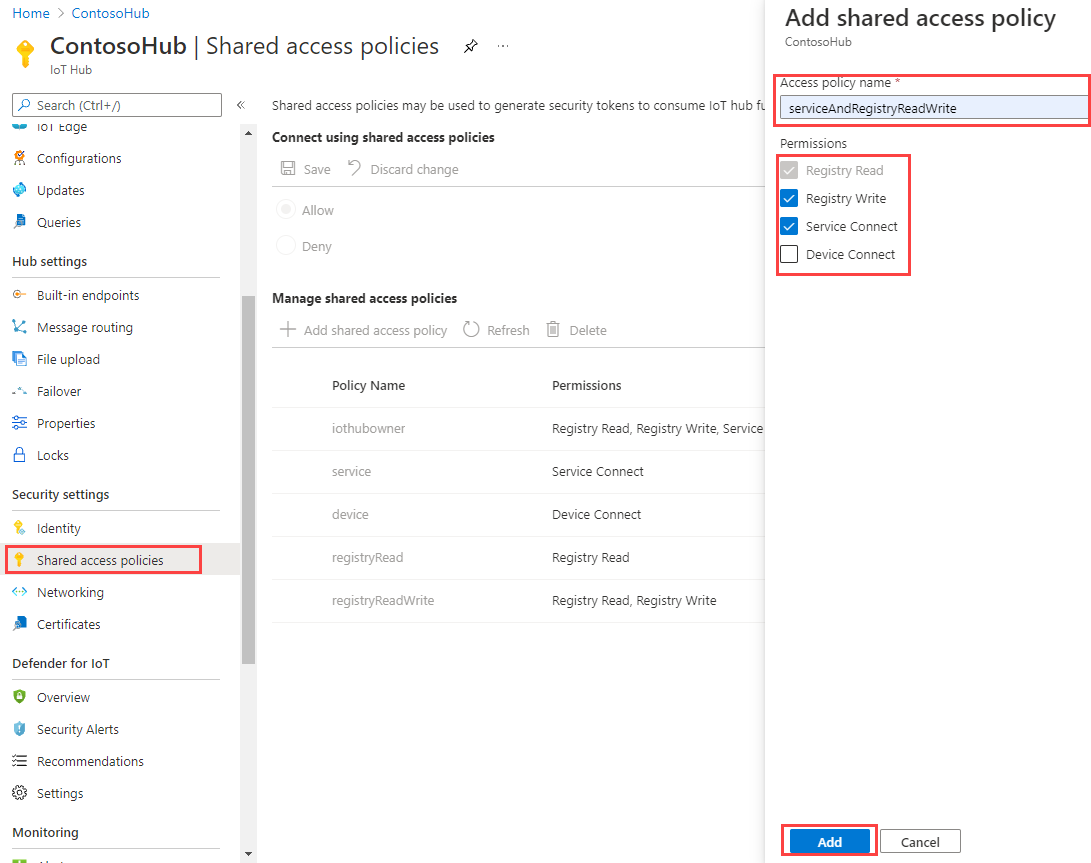 Home > ContosoHub
ContosoHub | Shared access policies ...
IoT Hub
Search (Ctrl+/)
«
IoT Edge
Configurations
Updates
Queries
Hub settings
Built-in endpoints
Message routing
File upload
Failover
Properties
Locks
Security settings
Identity
Shared access policies
Networking
Certificates
Defender for IoT
Overview
Security Alerts
Recommendations
Settings
Monitoring
Shared access policies may be used to generate security tokens to consume IoT hub fu
Connect using shared access policies
Save Discard change
Allow
Deny
Manage shared access policies
Add shared access policy Refresh Delete
Policy Name Permissions
iothubowner Registry Read, Registry Write, Service
service Service Connect
device Device Connect
registryRead Registry Read
registryReadWrite Registry Read, Registry Write
Add shared access policy
ContosoHub
Access policy name *
serviceAndRegistryReadWrite
Permissions
Registry Read
Registry Write
Service Connect
Device Connect
Add Cancel